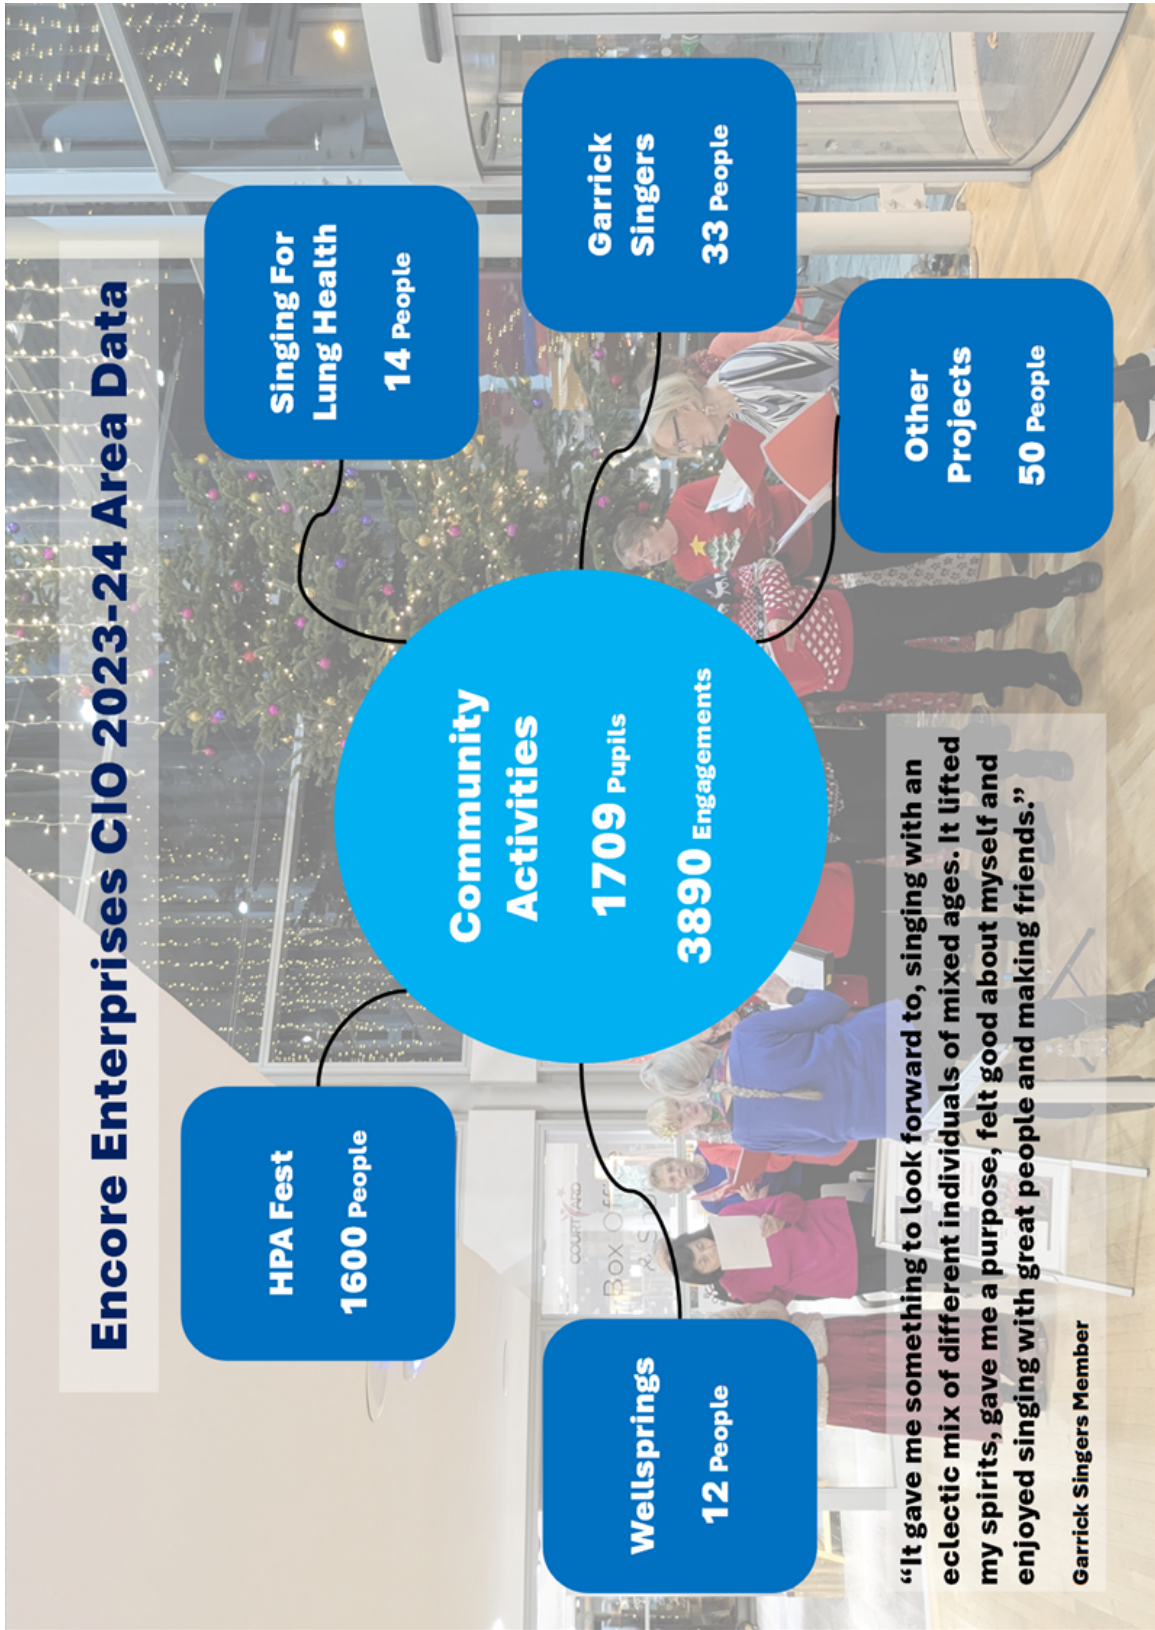 Encore Enterprises CIO 2023-24 Area Data
HPA Fest
1600 People
Singing For
Lung Health
14 People
Community
Activities
1709 Pupils
3890 Engagements
Garrick
Singers
33 People
Wellsprings
12 People
Other
Projects
50 People
COURTYARD
“It gave me something to look forward to, singing with an
eclectic mix of different individuals of mixed ages. It lifted
my spirits, gave me a purpose, felt good about myself and
enjoyed singing with great people and making friends.”
Garrick Singers Member